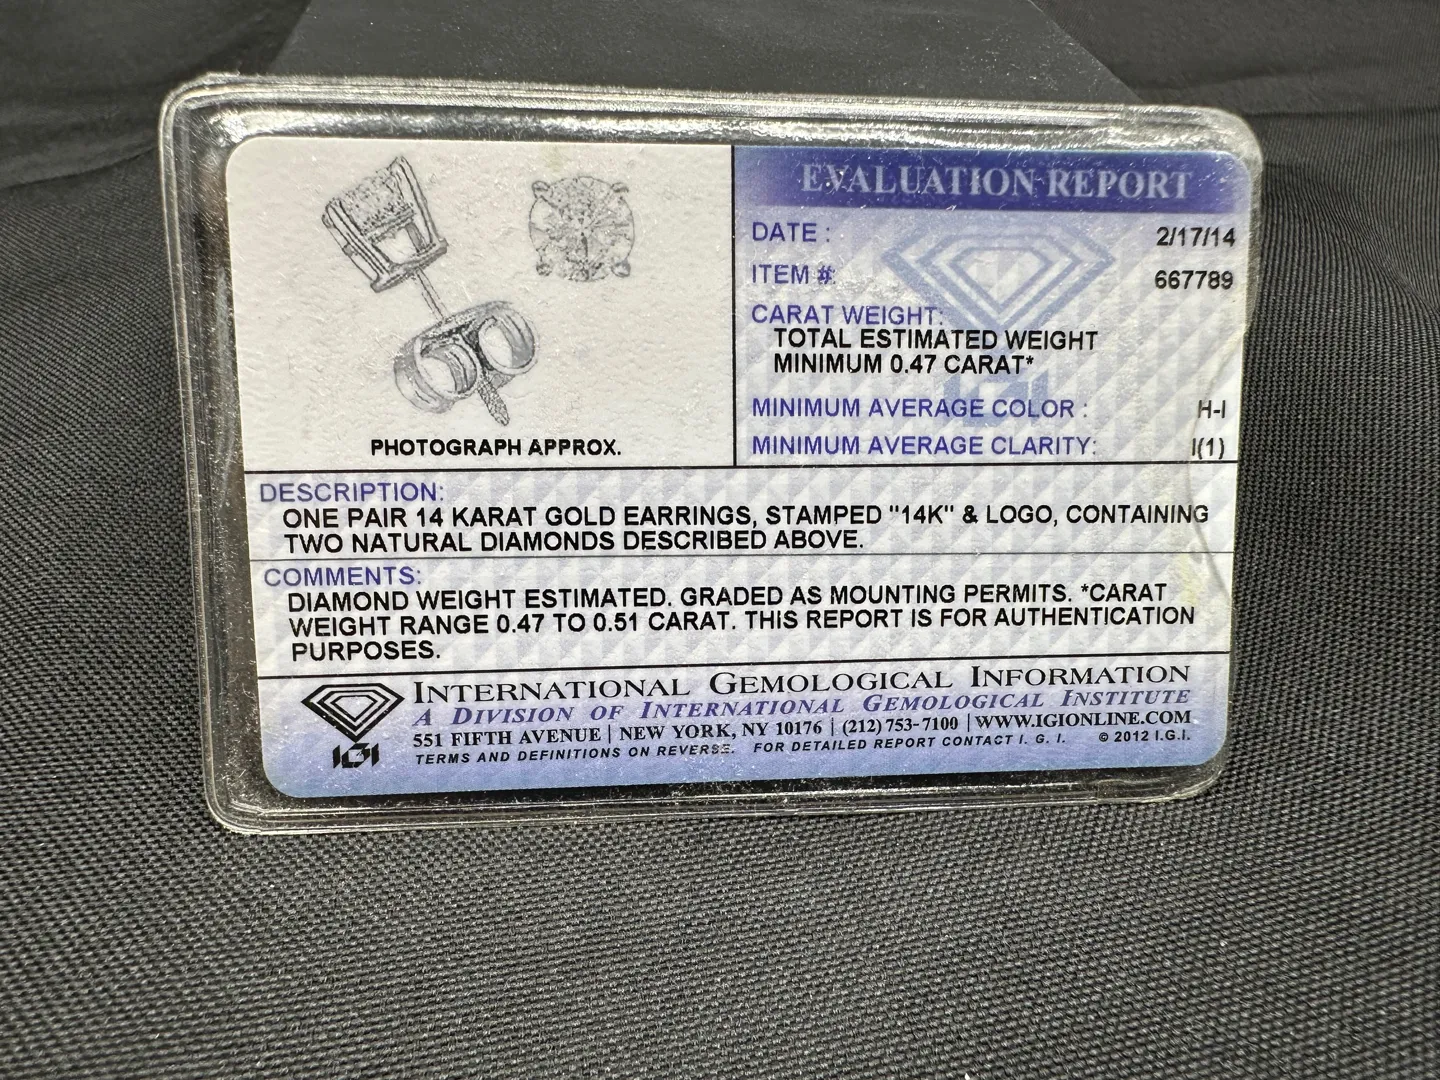 PHOTOGRAPH APPROX.
EVALUATION REPORT
DATE : 2/17/14
ITEM #: 667789
CARAT WEIGHT:
TOTAL ESTIMATED WEIGHT
MINIMUM 0.47 CARAT*
MINIMUM AVERAGE COLOR : H-I
MINIMUM AVERAGE CLARITY: I(1)
DESCRIPTION:
ONE PAIR 14 KARAT GOLD EARRINGS, STAMPED "14K" & LOGO, CONTAINING
TWO NATURAL DIAMONDS DESCRIBED ABOVE.
COMMENTS:
DIAMOND WEIGHT ESTIMATED. GRADED AS MOUNTING PERMITS. *CARAT
WEIGHT RANGE 0.47 TO 0.51 CARAT. THIS REPORT IS FOR AUTHENTICATION
PURPOSES.
INTERNATIONAL GEMOLOGICAL INFORMATION
A DIVISION OF INTERNATIONAL GEMOLOGICAL INSTITUTE
551 FIFTH AVENUE | NEW YORK, NY 10176 | (212) 753-7100 | WWW.IGIONLINE.COM
TERMS AND DEFINITIONS ON REVERSE. FOR DETAILED REPORT CONTACT I. G. I. © 2012 I.G.I.
IGI